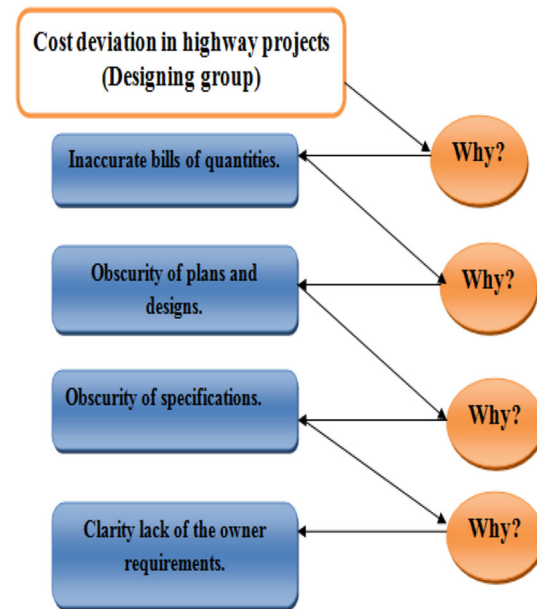 Cost deviation in highway projects
(Designing group)
Why?
Inaccurate bills of quantities.
Why?
Obscurity of plans and
designs.
Why?
Obscurity of specifications.
Why?
Clarity lack of the owner
requirements.